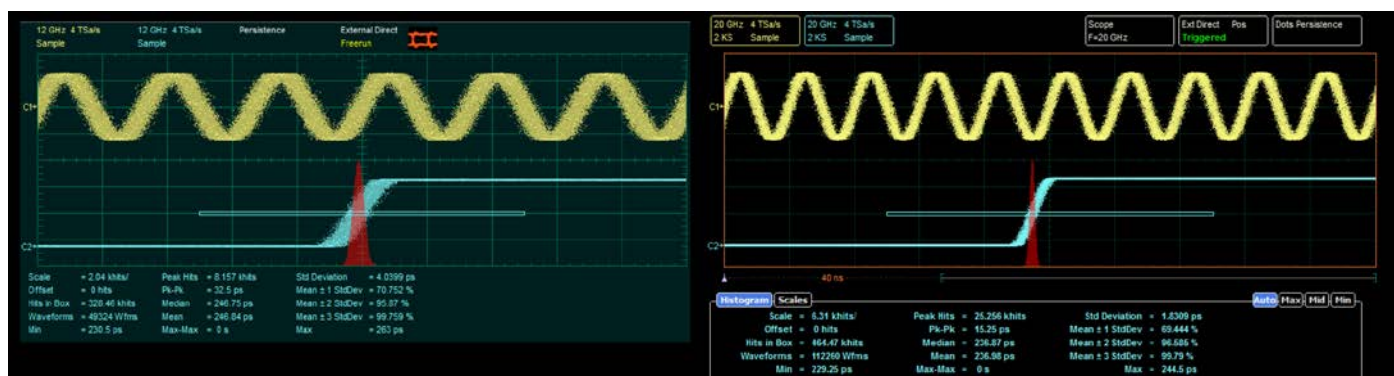 12 GHz 4 TSa/s 12 GHz 4 TSa/s Persistence External Direct
Sample Sample Freerun
C1
C2
Scale = 2.04 khits/ Peak Hits = 8.157 khits Std Deviation = 4.0399 ps
Offset = 0 hits Pk-Pk = 32.5 ps Mean ± 1 StdDev = 70.752 %
Hits in Box = 328.46 khits Median = 246.75 ps Mean ± 2 StdDev = 95.87 %
Waveforms = 49324 Wfms Mean = 246.84 ps Mean ± 3 StdDev = 99.759 %
Min = 230.5 ps Max-Max = 0 s Max = 263 ps
20 GHz 4 TSa/s 20 GHz 4 TSa/s Scope Ext Direct Pos Dots Persistence
2 KS Sample 2 KS Sample F=20 GHz Triggered
C1
C2
40 ns
Histogram Scales Auto Max Mid Min
Scale = 6.31 khits/ Peak Hits = 25.256 khits Std Deviation = 1.8309 ps
Offset = 0 hits Pk-Pk = 15.25 ps Mean ± 1 StdDev = 69.444 %
Hits in Box = 464.47 khits Median = 236.87 ps Mean ± 2 StdDev = 96.585 %
Waveforms = 112260 Wfms Mean = 236.98 ps Mean ± 3 StdDev = 99.79 %
Min = 229.25 ps Max-Max = 0 s Max = 244.5 ps